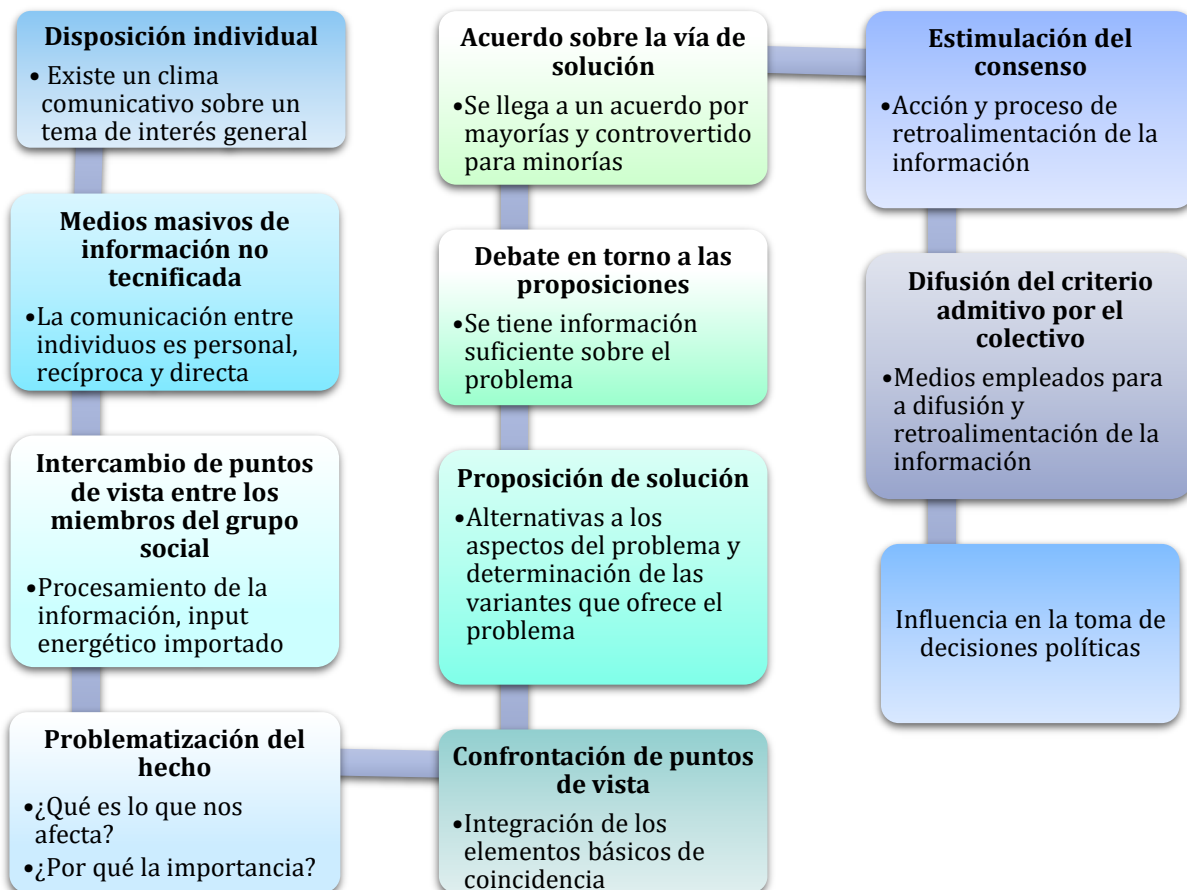 Disposición individual
• Existe un clima
comunicativo sobre un
tema de interés general
Medios masivos de
información no
tecnificada
•La comunicación entre
individuos es personal,
recíproca y directa
Intercambio de puntos
de vista entre los
miembros del grupo
social
•Procesamiento de la
información, input
energético importado
Problematización del
hecho
•¿Qué es lo que nos
afecta?
•¿Por qué la importancia?
Confrontación de puntos
de vista
•Integración de los
elementos básicos de
coincidencia
Proposición de solución
•Alternativas a los
aspectos del problema y
determinación de las
variantes que ofrece el
problema
Debate en torno a las
proposiciones
•Se tiene información
suficiente sobre el
problema
Acuerdo sobre la vía de
solución
•Se llega a un acuerdo por
mayorías y controvertido
para minorías
Estimulación del
consenso
•Acción y proceso de
retroalimentación de la
información
Difusión del criterio
admitivo por el
colectivo
•Medios empleados para
a difusión y
retroalimentación de la
información
Influencia en la toma de
decisiones políticas